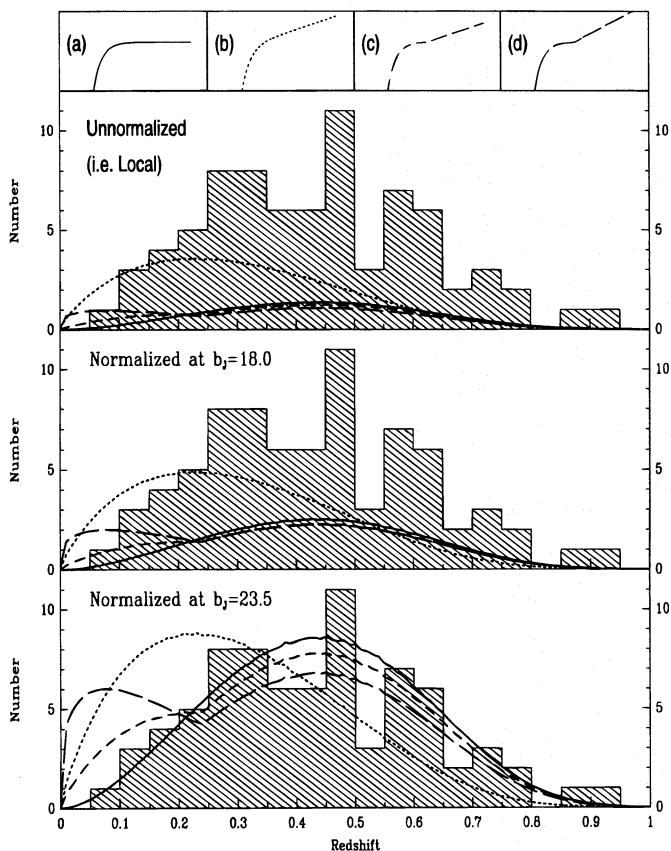 (a) (b) (c) (d)
Unnormalized
(i.e. Local)
10 10
5 5
0 0
Number
Normalized at bJ=18.0
10 10
5 5
0 0
Number
Normalized at bJ=23.5
10 10
5 5
0 0
Number
0 0.1 0.2 0.3 0.4 0.5 0.6 0.7 0.8 0.9 1
Redshift